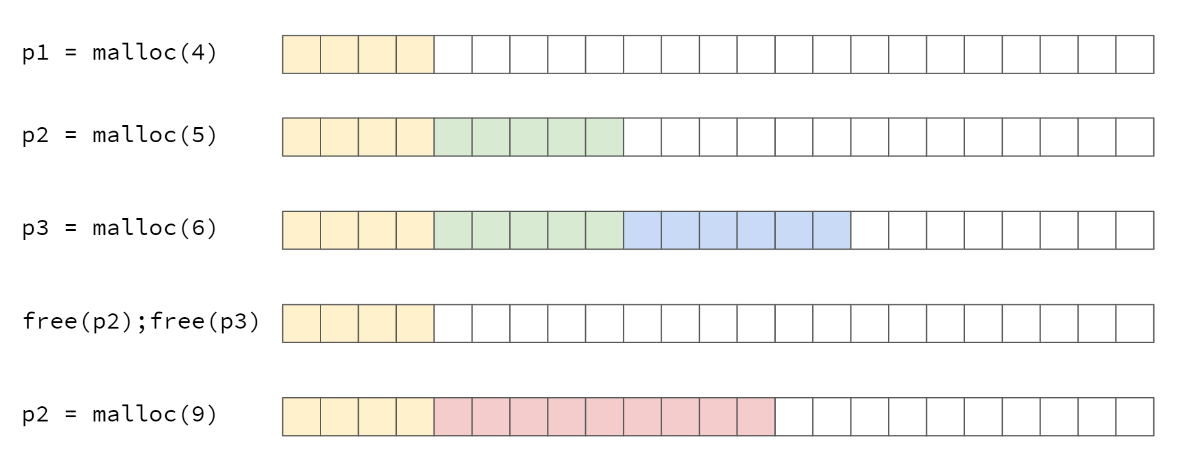 p1 = malloc(4)
p2 = malloc(5)
p3 = malloc(6)
free(p2);free(p3)
p2 = malloc(9)